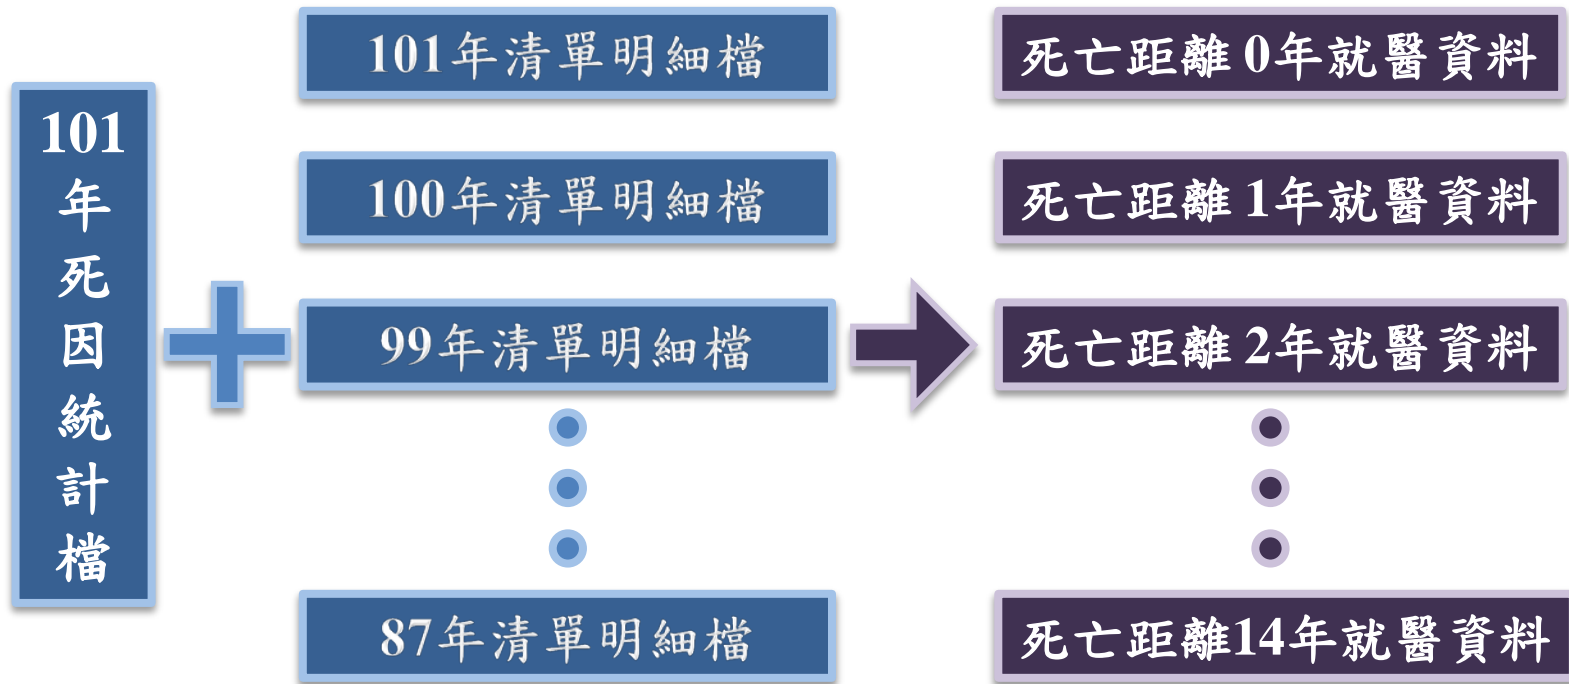 101年死因統計檔
101年清單明細檔
100年清單明細檔
99年清單明細檔
87年清單明細檔
死亡距離 0年就醫資料
死亡距離 1年就醫資料
死亡距離 2年就醫資料
死亡距離14年就醫資料